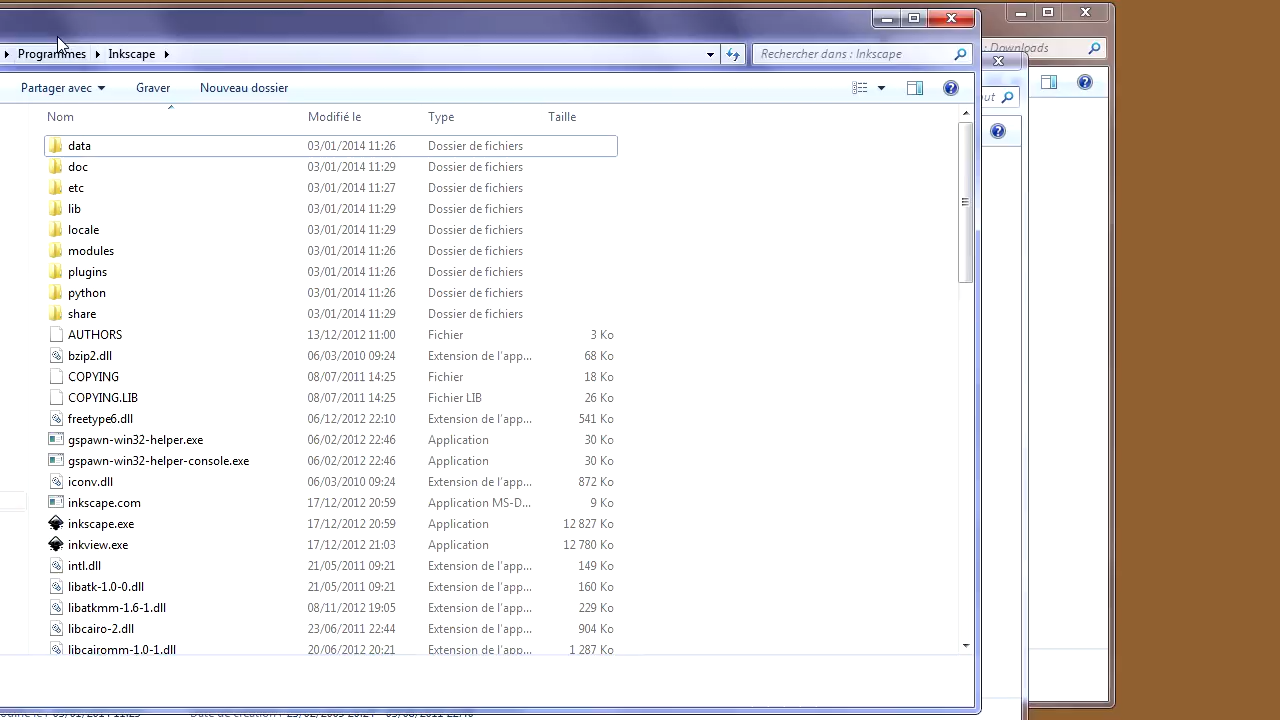 : Downloads
Programmes Inkscape Rechercher dans : Inkscape
Partager avec Graver Nouveau dossier
Nom Modifié le Type Taille
data 03/01/2014 11:26 Dossier de fichiers
doc 03/01/2014 11:29 Dossier de fichiers
etc 03/01/2014 11:27 Dossier de fichiers
lib 03/01/2014 11:29 Dossier de fichiers
locale 03/01/2014 11:29 Dossier de fichiers
modules 03/01/2014 11:26 Dossier de fichiers
plugins 03/01/2014 11:26 Dossier de fichiers
python 03/01/2014 11:26 Dossier de fichiers
share 03/01/2014 11:29 Dossier de fichiers
AUTHORS 13/12/2012 11:00 Fichier 3 Ko
bzip2.dll 06/03/2010 09:24 Extension de l'app... 68 Ko
COPYING 08/07/2011 14:25 Fichier 18 Ko
COPYING.LIB 08/07/2011 14:25 Fichier LIB 26 Ko
freetype6.dll 06/12/2012 22:10 Extension de l'app... 541 Ko
gspawn-win32-helper.exe 06/02/2012 22:46 Application 30 Ko
gspawn-win32-helper-console.exe 06/02/2012 22:46 Application 30 Ko
iconv.dll 06/03/2010 09:24 Extension de l'app... 872 Ko
inkscape.com 17/12/2012 20:59 Application MS-D... 9 Ko
inkscape.exe 17/12/2012 20:59 Application 12 827 Ko
inkview.exe 17/12/2012 21:03 Application 12 780 Ko
intl.dll 21/05/2011 09:21 Extension de l'app... 149 Ko
libatk-1.0-0.dll 21/05/2011 09:21 Extension de l'app... 160 Ko
libatkmm-1.6-1.dll 08/11/2012 19:05 Extension de l'app... 229 Ko
libcairo-2.dll 23/06/2011 22:44 Extension de l'app... 904 Ko
libcairomm-1.0-1.dll 20/06/2012 20:21 Extension de l'app... 1 287 Ko